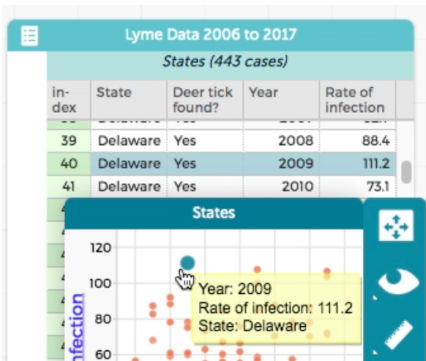 Lyme Data 2006 to 2017
States (443 cases)
in-
dex State Deer tick
found? Year Rate of
infection
39 Delaware Yes 2008 88.4
40 Delaware Yes 2009 111.2
41 Delaware Yes 2010 73.1
States
120
100
80
60
Year: 2009
Rate of infection: 111.2
State: Delaware